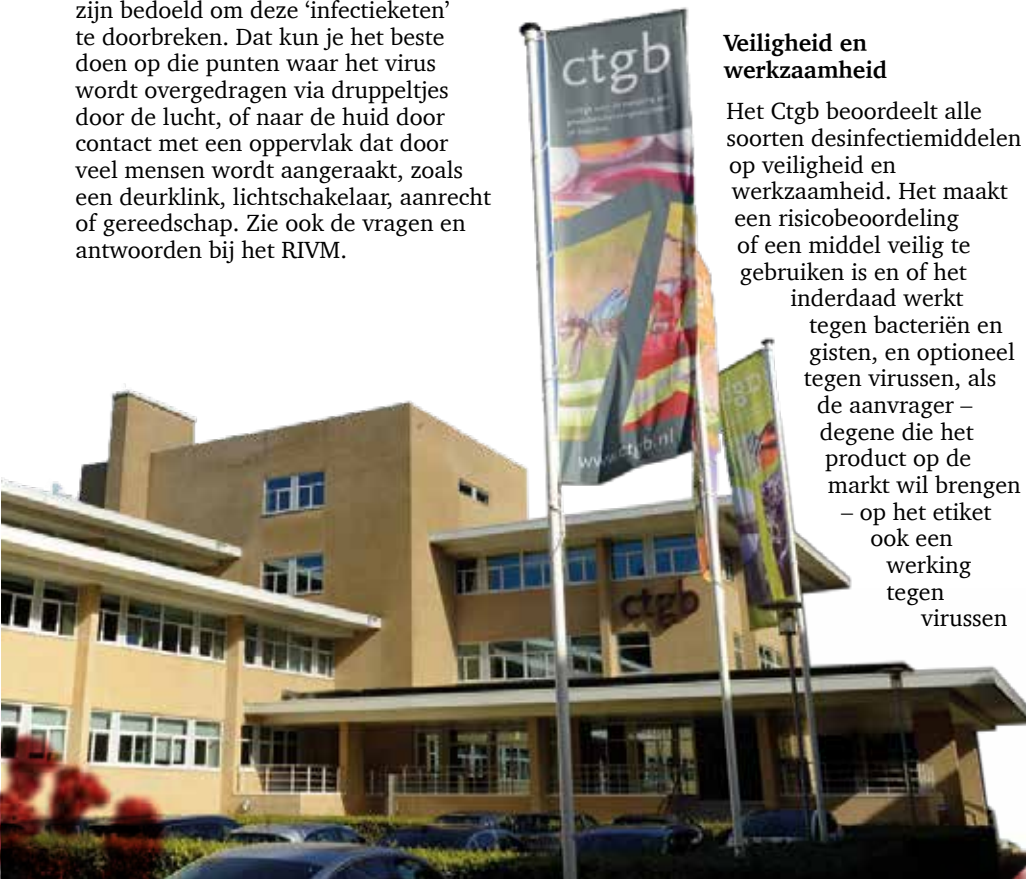 zijn bedoeld om deze ‘infectieketen’
te doorbreken. Dat kun je het beste
doen op die punten waar het virus
wordt overgedragen via druppeltjes
door de lucht, of naar de huid door
contact met een oppervlak dat door
veel mensen wordt aangeraakt, zoals
een deurklink, lichtschakelaar, aanrecht
of gereedschap. Zie ook de vragen en
antwoorden bij het RIVM.
Veiligheid en
werkzaamheid
Het Ctgb beoordeelt alle
soorten desinfectiemiddelen
op veiligheid en
werkzaamheid. Het maakt
een risicobeoordeling
of een middel veilig te
gebruiken is en of het
inderdaad werkt
tegen bacteriën en
gisten, en optioneel
tegen virussen, als
de aanvrager –
degene die het
product op de
markt wil brengen
– op het etiket
ook een
werking
tegen
virussen
ctgb
www.ctgb.nl
ctgb